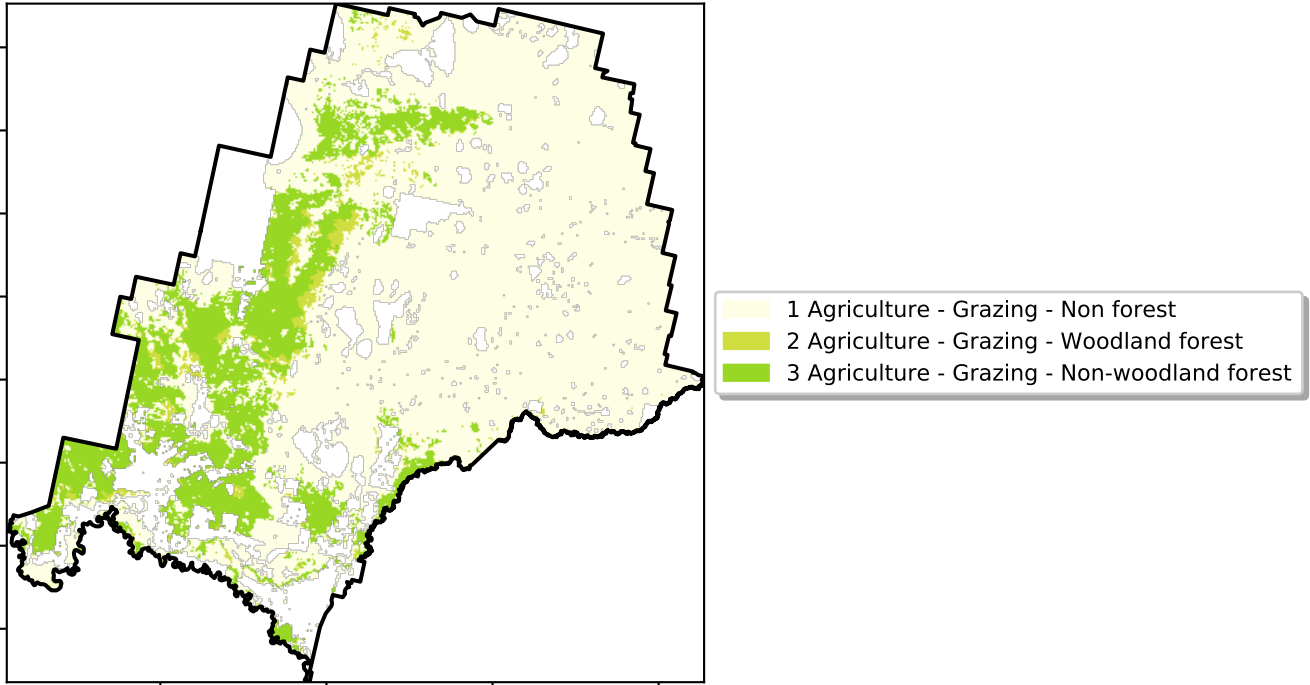 1 Agriculture - Grazing - Non forest
2 Agriculture - Grazing - Woodland forest
3 Agriculture - Grazing - Non-woodland forest